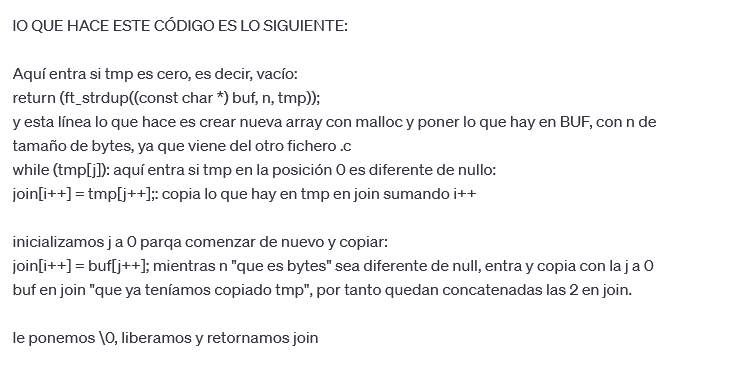 lO QUE HACE ESTE CÓDIGO ES LO SIGUIENTE:
Aquí entra si tmp es cero, es decir, vacío:
return (ft_strdup((const char *) buf, n, tmp));
y esta línea lo que hace es crear nueva array con malloc y poner lo que hay en BUF, con n de
tamaño de bytes, ya que viene del otro fichero .c
while (tmp[j]): aquí entra si tmp en la posición 0 es diferente de nullo:
join[i++] = tmp[j++];: copia lo que hay en tmp en join sumando i++
inicializamos j a 0 parqa comenzar de nuevo y copiar:
join[i++] = buf[j++]; mientras n "que es bytes" sea diferente de null, entra y copia con la j a 0
buf en join "que ya teníamos copiado tmp", por tanto quedan concatenadas las 2 en join.
le ponemos \0, liberamos y retornamos join